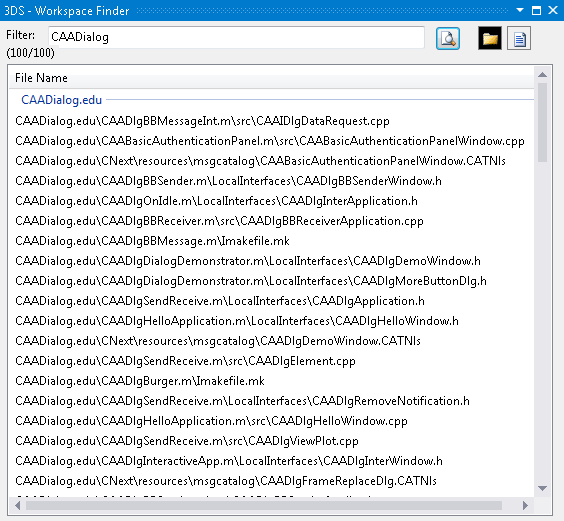 3DS - Workspace Finder
Filter: CAADialog
(100/100)
File Name
CAADialog.edu
CAADialog.edu\CAADlgBBMessageInt.m\src\CAAIDlgDataRequest.cpp
CAADialog.edu\CAABasicAuthenticationPanel.m\src\CAABasicAuthenticationPanelWindow.cpp
CAADialog.edu\CNext\resources\msgcatalog\CAABasicAuthenticationPanelWindow.CATNls
CAADialog.edu\CAADlgBBSender.m\LocalInterfaces\CAADlgBBSenderWindow.h
CAADialog.edu\CAADlgOnIdle.m\LocalInterfaces\CAADlgInterApplication.h
CAADialog.edu\CAADlgBBReceiver.m\src\CAADlgBBReceiverApplication.cpp
CAADialog.edu\CAADlgBBMessage.m\Imakefile.mk
CAADialog.edu\CAADlgDialogDemonstrator.m\LocalInterfaces\CAADlgDemoWindow.h
CAADialog.edu\CAADlgDialogDemonstrator.m\LocalInterfaces\CAADlgMoreButtonDlg.h
CAADialog.edu\CAADlgSendReceive.m\LocalInterfaces\CAADlgApplication.h
CAADialog.edu\CAADlgHelloApplication.m\LocalInterfaces\CAADlgHelloWindow.h
CAADialog.edu\CNext\resources\msgcatalog\CAADlgDemoWindow.CATNls
CAADialog.edu\CAADlgSendReceive.m\src\CAADlgElement.cpp
CAADialog.edu\CAADlgBurger.m\Imakefile.mk
CAADialog.edu\CAADlgSendReceive.m\LocalInterfaces\CAADlgRemoveNotification.h
CAADialog.edu\CAADlgHelloApplication.m\src\CAADlgHelloWindow.cpp
CAADialog.edu\CAADlgSendReceive.m\src\CAADlgViewPlot.cpp
CAADialog.edu\CAADlgInteractiveApp.m\LocalInterfaces\CAADlgInterWindow.h
CAADialog.edu\CNext\resources\msgcatalog\CAADlgFrameReplaceDlg.CATNls